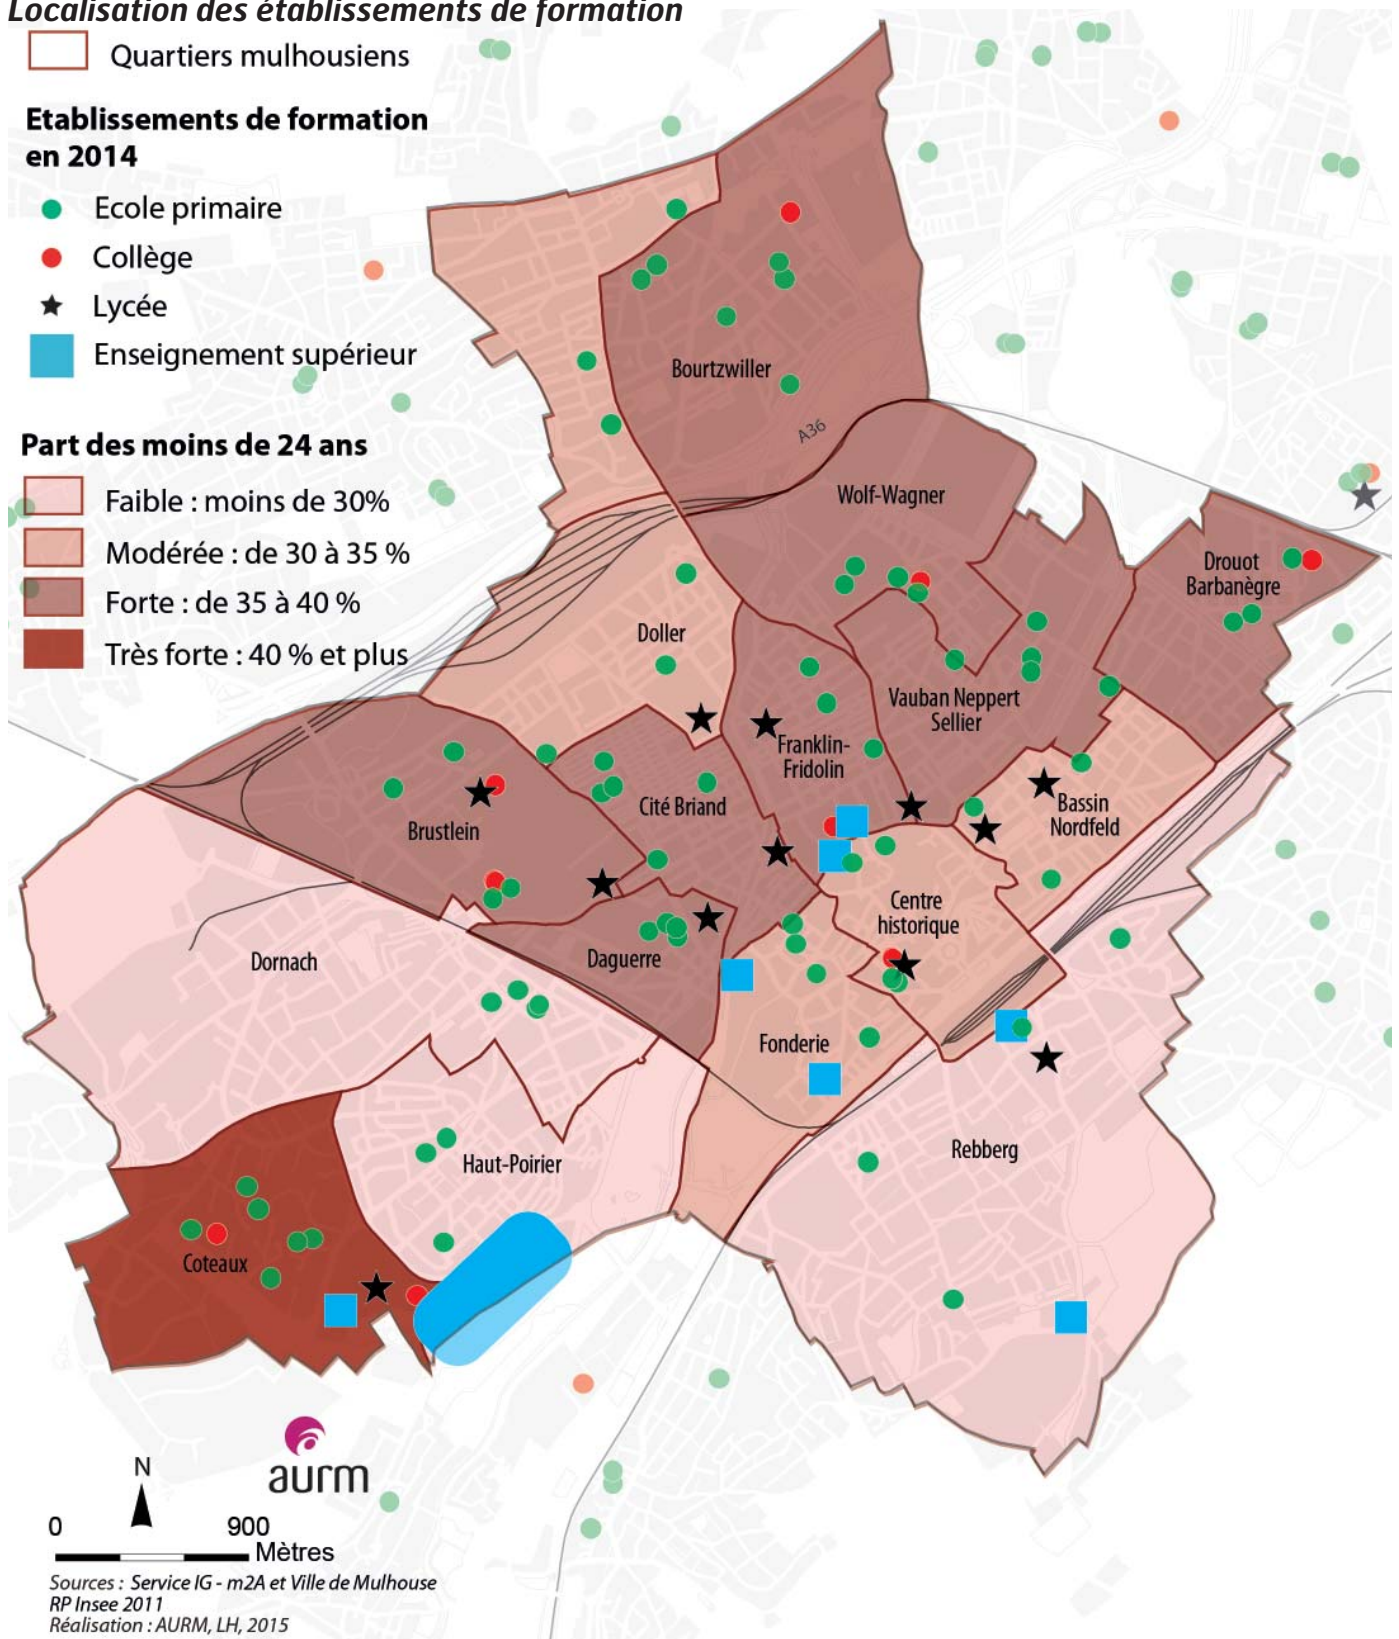 Localisation des établissements de formation
Quartiers mulhousiens
Etablissements de formation
en 2014
Ecole primaire
Collège
Lycée
Enseignement supérieur
Part des moins de 24 ans
Faible : moins de 30%
Modérée : de 30 à 35 %
Forte : de 35 à 40 %
Très forte : 40 % et plus
Bourtzwiller
A36
Wolf-Wagner
Drouot
Barbanègre
Doller
Vauban Neppert
Sellier
Franklin-
Fridolin
Cité Briand
Bassin
Nordfeld
Brustlein
Centre
historique
Daguerre
Dornach
Fonderie
Rebberg
Haut-Poirier
Coteaux
aurm
N
0 900
Mètres
Sources : Service IG - m2A et Ville de Mulhouse
RP Insee 2011
Réalisation : AURM, LH, 2015